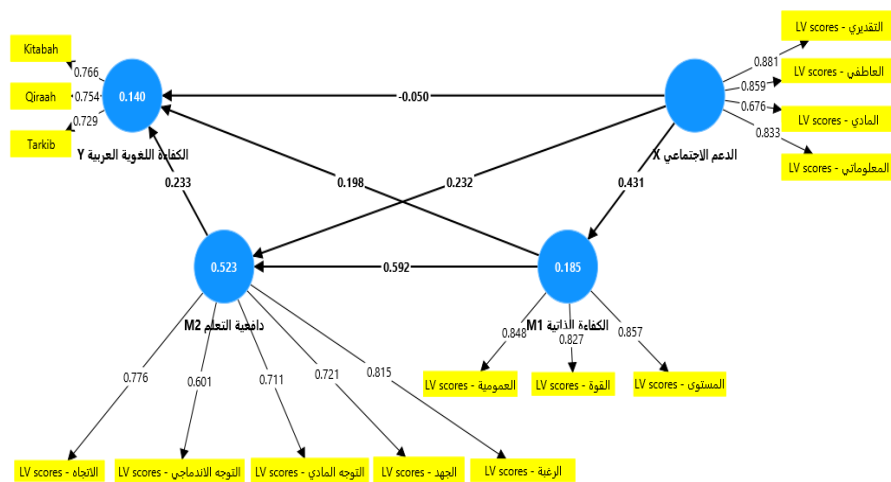 Kitabah
Qiraah
Tarkib
0.766
0.754
0.729
0.140
الكفاءة اللغوية العربية Y
-0.050
LV scores - التقديري
LV scores - العاطفي
LV scores - المادي
LV scores - المعلوماتي
0.881
0.859
0.676
0.833
الدعم الاجتماعي X
0.233
0.198
0.232
0.431
0.523
دافعية التعلم M2
0.592
0.185
الكفاءة الذاتية M1
0.848
0.827
0.857
LV scores - العمومية
LV scores - القوة
LV scores - المستوى
0.776
0.601
0.711
0.721
0.815
LV scores - الاتجاه
LV scores - التوجه الاندماجي
LV scores - التوجه المادي
LV scores - الجهد
LV scores - الرغبة